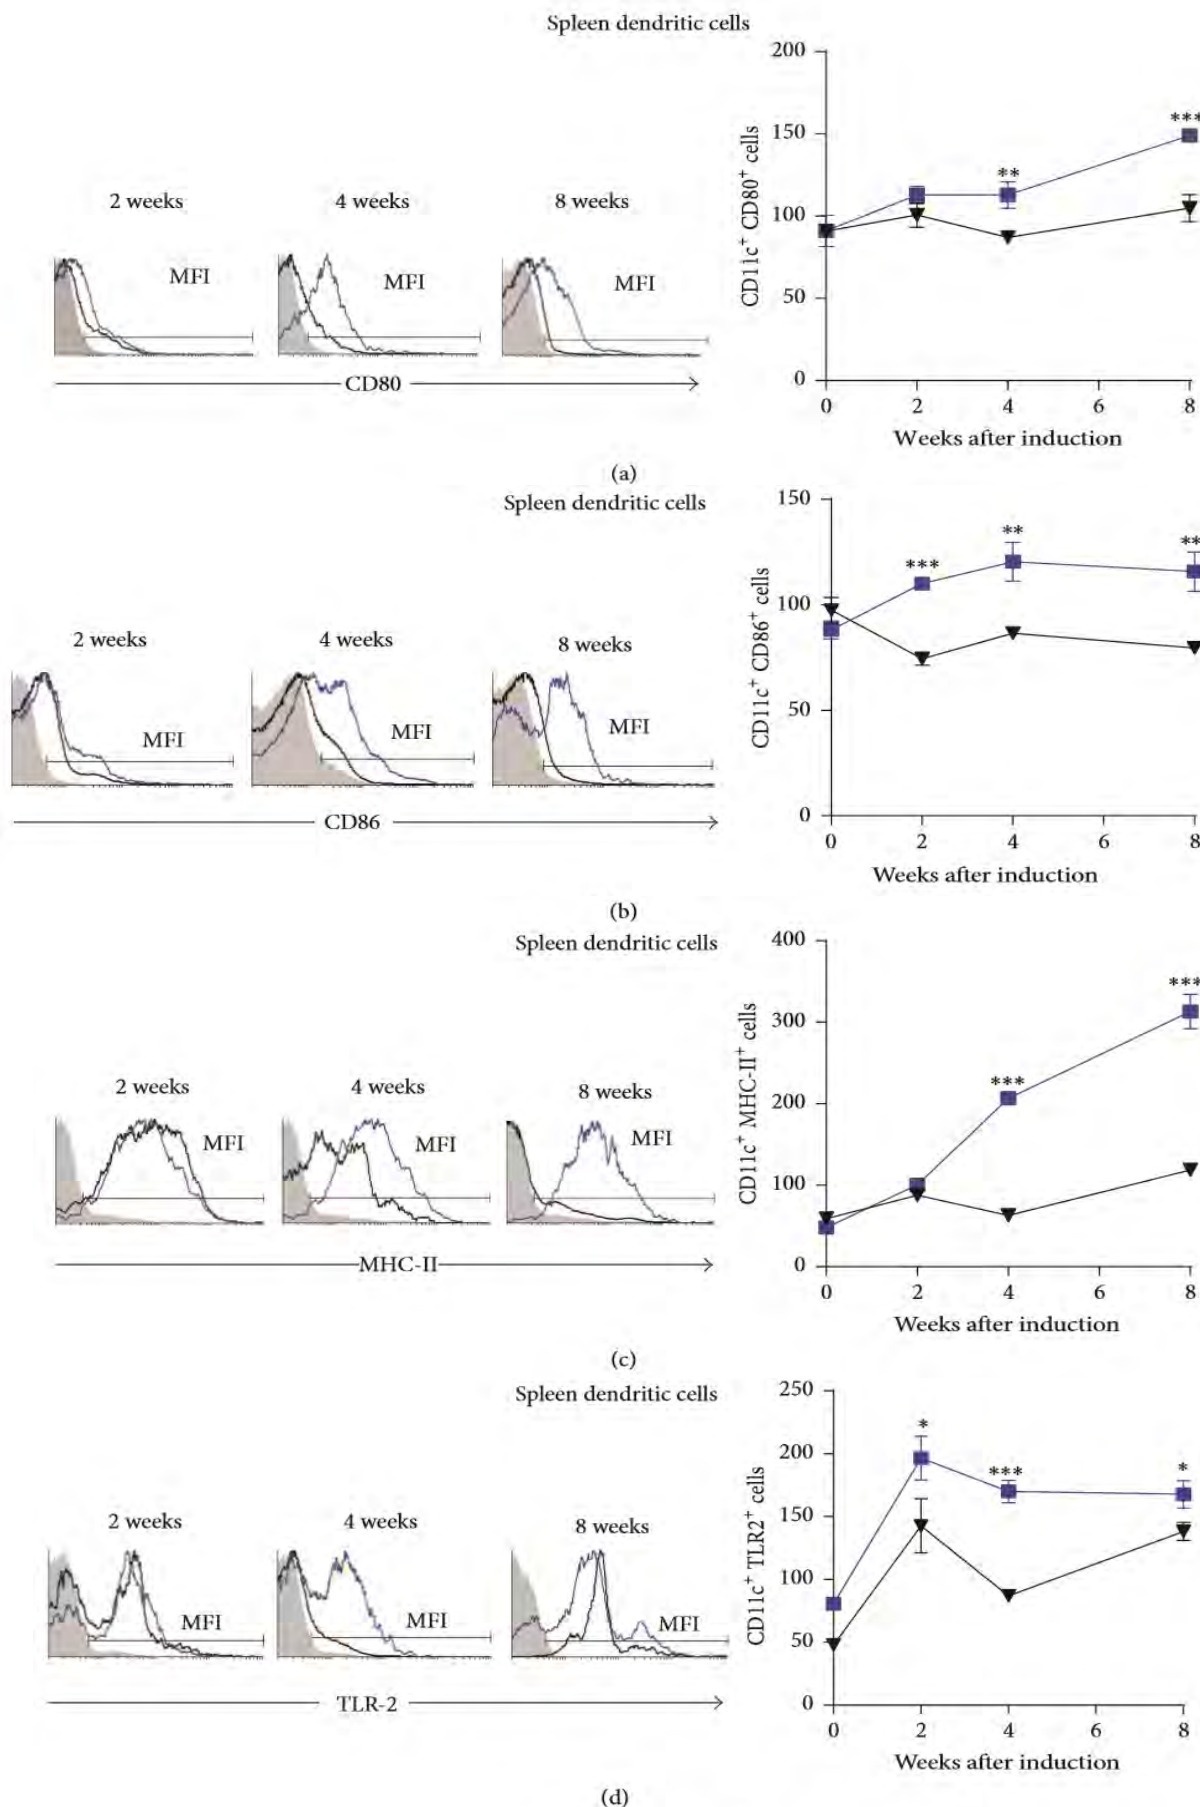 Spleen dendritic cells
2 weeks
4 weeks
8 weeks
MFI
MFI
MFI
CD80
CD11c+ CD80+ cells
200
150
100
50
0
**
***
0 2 4 6 8
Weeks after induction
(a)
Spleen dendritic cells
2 weeks
4 weeks
8 weeks
MFI
MFI
MFI
CD86
CD11c+ CD86+ cells
150
100
50
0
***
**
**
0 2 4 6 8
Weeks after induction
(b)
Spleen dendritic cells
2 weeks
4 weeks
8 weeks
MFI
MFI
MFI
MHC-II
CD11c+ MHC-II+ cells
400
300
200
100
0
***
***
0 2 4 6 8
Weeks after induction
(c)
Spleen dendritic cells
2 weeks
4 weeks
8 weeks
MFI
MFI
MFI
TLR-2
CD11c+ TLR2+ cells
250
200
150
100
50
0
*
***
*
0 2 4 6 8
Weeks after induction
(d)